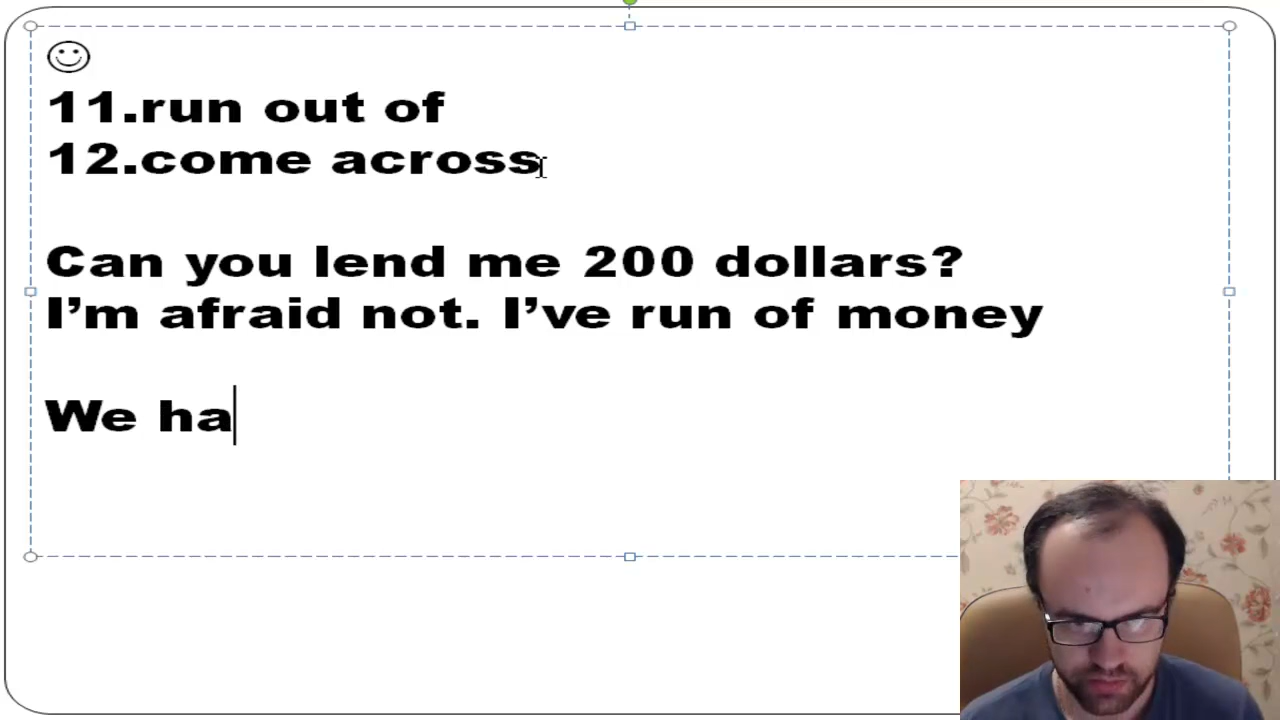 11.run out of
12.come across
Can you lend me 200 dollars?
I’m afraid not. I’ve run of money
We ha